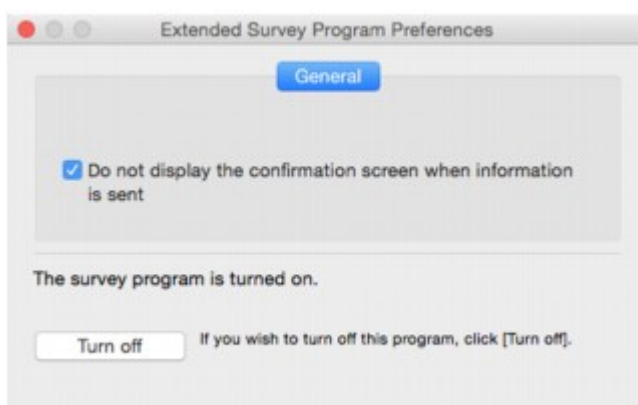 Extended Survey Program Preferences
General
Do not display the confirmation screen when information
is sent
The survey program is turned on.
Turn off
If you wish to turn off this program, click [Turn off].